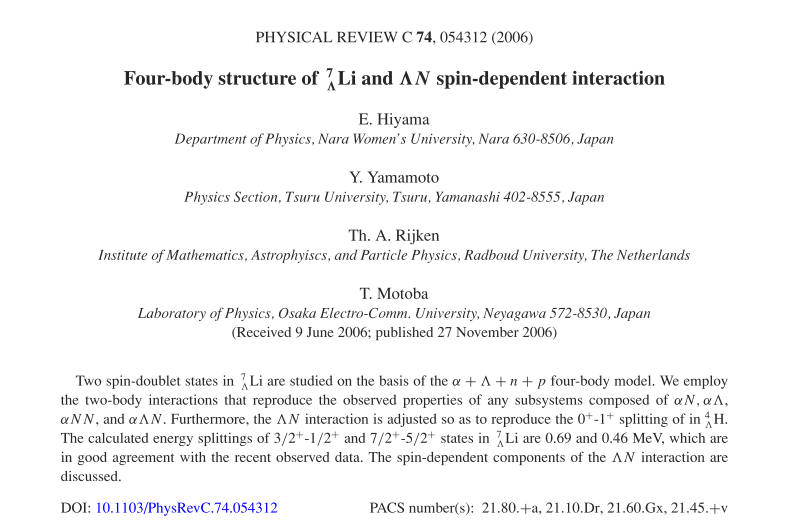 PHYSICAL REVIEW C 74, 054312 (2006)
Four-body structure of ⁷ΛLi and ΛN spin-dependent interaction
E. Hiyama
Department of Physics, Nara Women's University, Nara 630-8506, Japan
Y. Yamamoto
Physics Section, Tsuru University, Tsuru, Yamanashi 402-8555, Japan
Th. A. Rijken
Institute of Mathematics, Astrophyiscs, and Particle Physics, Radboud University, The Netherlands
T. Motoba
Laboratory of Physics, Osaka Electro-Comm. University, Neyagawa 572-8530, Japan
(Received 9 June 2006; published 27 November 2006)
Two spin-doublet states in ⁷ΛLi are studied on the basis of the α + Λ + n + p four-body model. We employ
the two-body interactions that reproduce the observed properties of any subsystems composed of αN, αΛ,
αNN, and αΛN. Furthermore, the ΛN interaction is adjusted so as to reproduce the 0⁺-1⁺ splitting of in ⁴ΛH.
The calculated energy splittings of 3/2⁺-1/2⁺ and 7/2⁺-5/2⁺ states in ⁷ΛLi are 0.69 and 0.46 MeV, which are
in good agreement with the recent observed data. The spin-dependent components of the ΛN interaction are
discussed.
DOI: 10.1103/PhysRevC.74.054312 PACS number(s): 21.80.+a, 21.10.Dr, 21.60.Gx, 21.45.+v